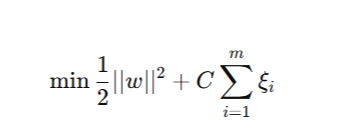 min 1/2 ||w||² + C ∑_{i=1}^{m} ξ_i